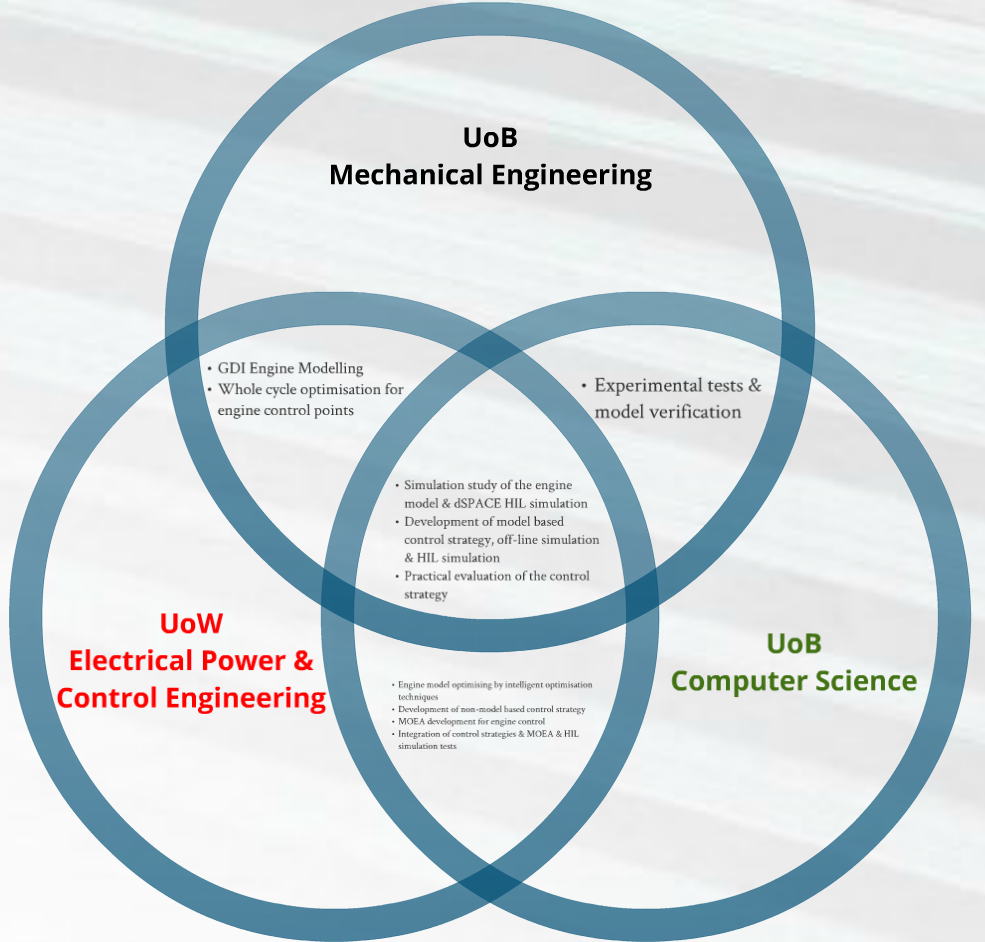 UoB
Mechanical Engineering
• GDI Engine Modelling
• Whole cycle optimisation for
engine control points
• Experimental tests &
model verification
• Simulation study of the engine
model & dSPACE HIL simulation
• Development of model based
control strategy, off-line simulation
& HIL simulation
• Practical evaluation of the control
strategy
UoW
Electrical Power &
Control Engineering
UoB
Computer Science
• Engine model optimising by intelligent optimisation
techniques
• Development of non-model based control strategy
• MOEA development for engine control
• Integration of control strategies & MOEA & HIL
simulation tests